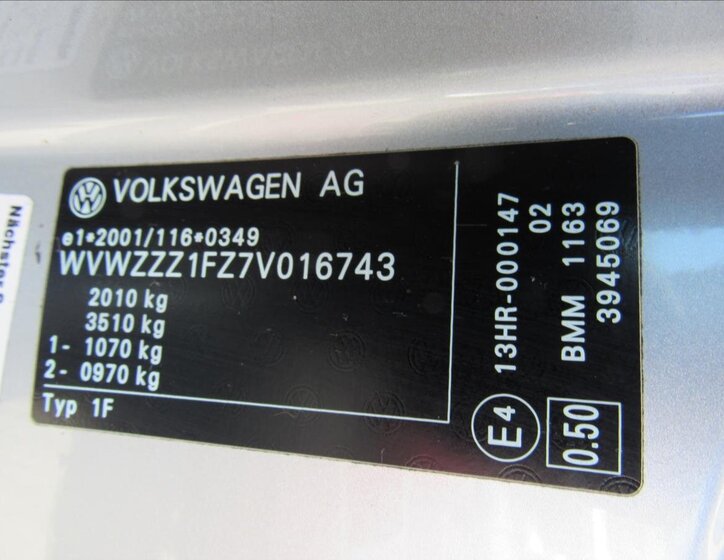 VOLKSWAGEN AG
e1*2001/116*0349
WVWZZZ1FZ7V016743
2010 kg
3510 kg
1- 1070 kg
2- 0970 kg
Typ 1F
E4
13HR-000147
02
BMM 1163
3945069
0.50
Nächster